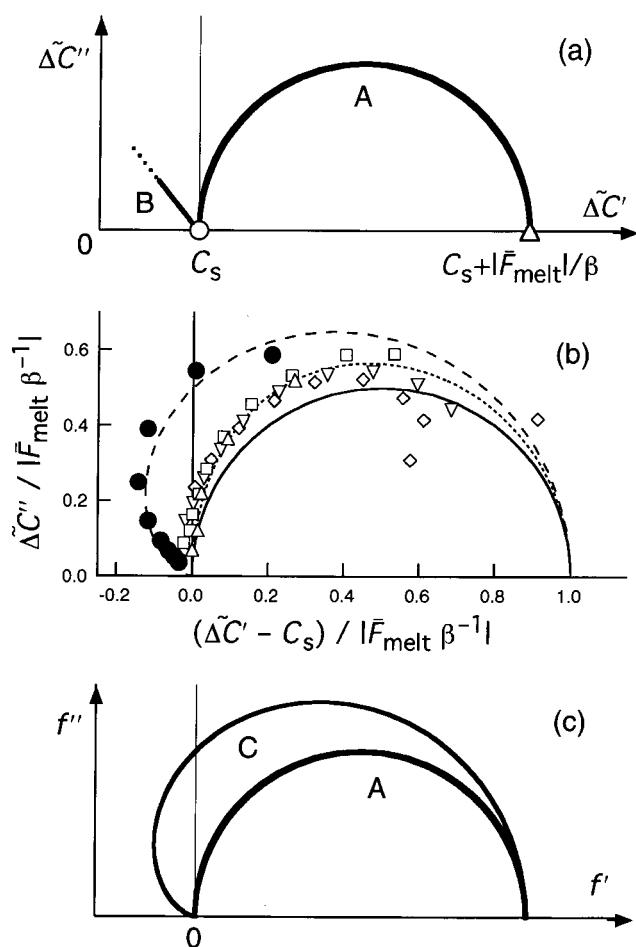 ΔC̃''
(a)
A
B
ΔC̃'
0
C_s
C_s+|F̄_melt|/β
(b)
ΔC̃'' / |F̄_melt β⁻¹|
0.6
0.4
0.2
0.0
-0.2 0.0 0.2 0.4 0.6 0.8 1.0
(ΔC̃' − C_s) / |F̄_melt β⁻¹|
f''
(c)
C
A
f'
0